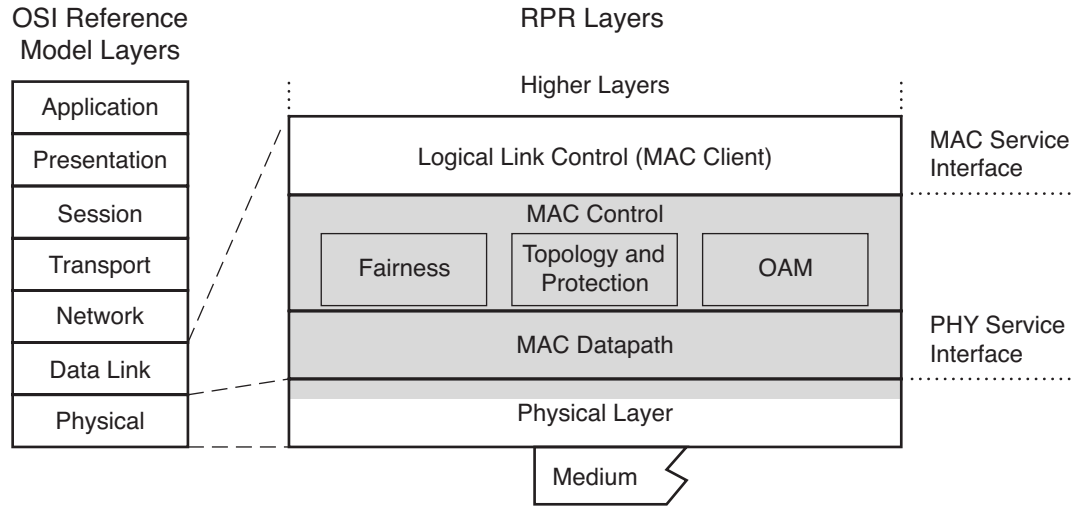 OSI Reference
Model Layers
Application
Presentation
Session
Transport
Network
Data Link
Physical
RPR Layers
Higher Layers
Logical Link Control (MAC Client)
MAC Control
Fairness
Topology and
Protection
OAM
MAC Datapath
Physical Layer
Medium
MAC Service
Interface
PHY Service
Interface